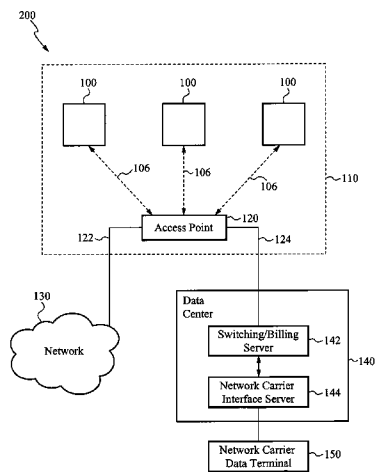 200
100
100
100
106
106
106
110
120
Access Point
122
124
130
Network
Data
Center
Switching/Billing
Server
142
140
Network Carrier
Interface Server
144
Network Carrier
Data Terminal
150